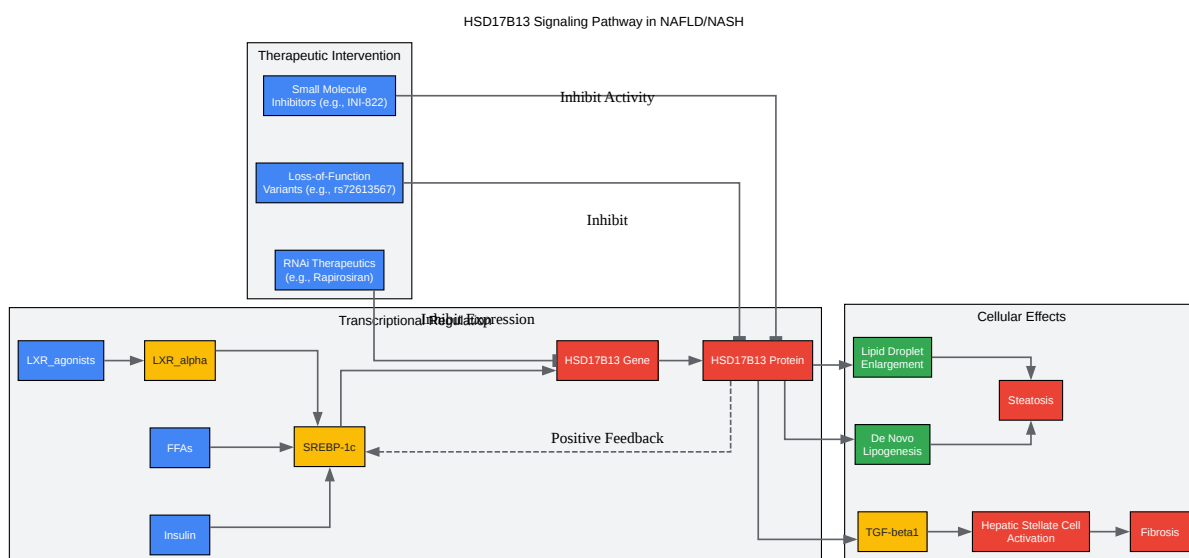 HSD17B13 Signaling Pathway in NAFLD/NASH
Therapeutic Intervention
Small Molecule
Inhibitors (e.g., INI-822)
Inhibit Activity
Loss-of-Function
Variants (e.g., rs72613567)
Inhibit
RNAi Therapeutics
(e.g., Rapirosiran)
Transcriptional Regulation
Inhibit Expression
Cellular Effects
LXR_agonists
LXR_alpha
HSD17B13 Gene
HSD17B13 Protein
Lipid Droplet
Enlargement
Steatosis
FFAs
SREBP-1c
Positive Feedback
De Novo
Lipogenesis
Insulin
TGF-beta1
Hepatic Stellate Cell
Activation
Fibrosis